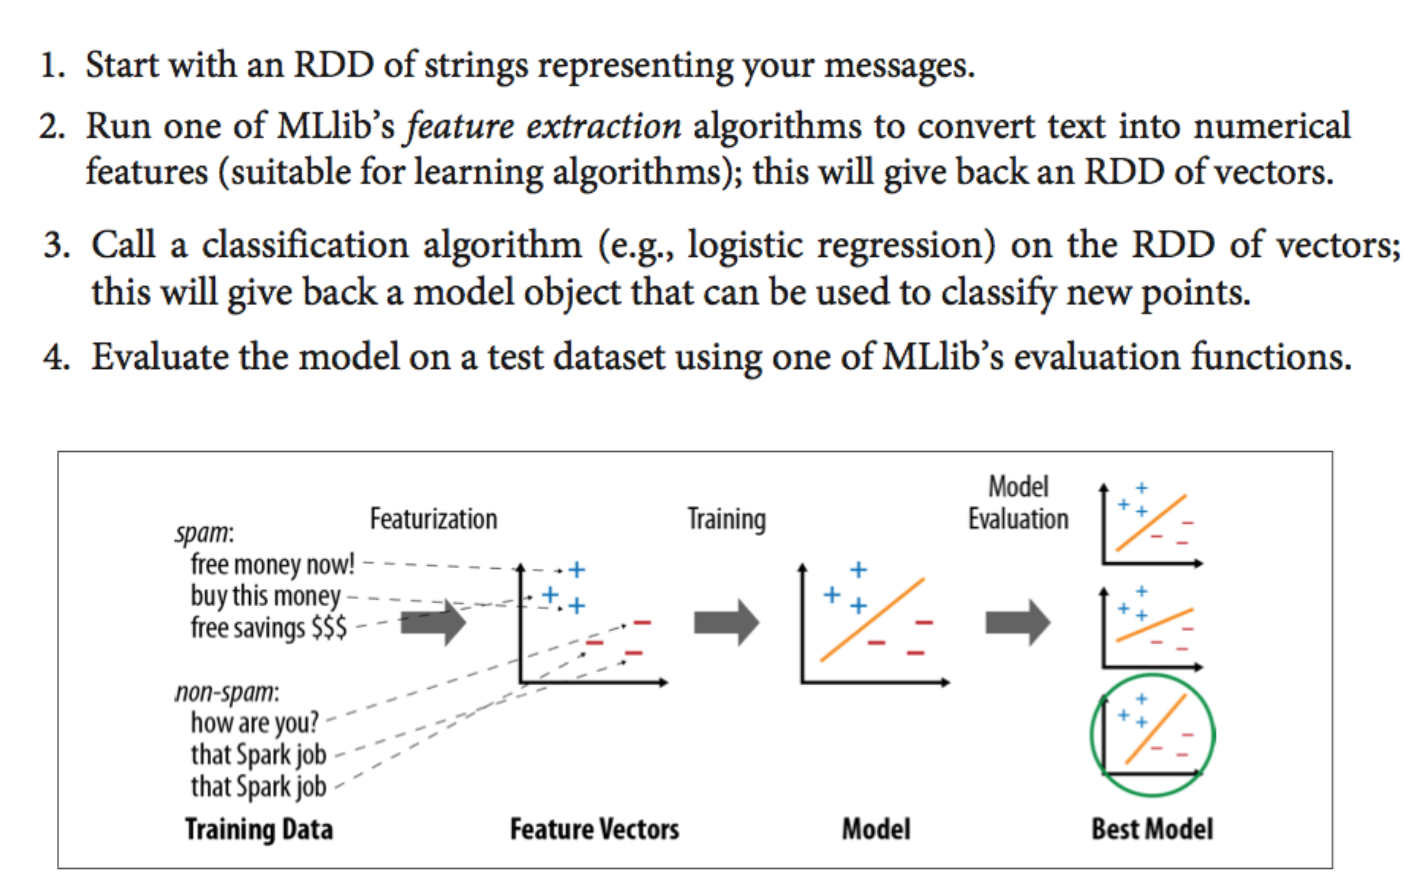 1. Start with an RDD of strings representing your messages.
2. Run one of MLlib's feature extraction algorithms to convert text into numerical
features (suitable for learning algorithms); this will give back an RDD of vectors.
3. Call a classification algorithm (e.g., logistic regression) on the RDD of vectors;
this will give back a model object that can be used to classify new points.
4. Evaluate the model on a test dataset using one of MLlib's evaluation functions.
spam:
free money now!
buy this money
free savings $$$
non-spam:
how are you?
that Spark job
that Spark job
Training Data
Featurization
Feature Vectors
Training
Model
Model
Evaluation
Best Model